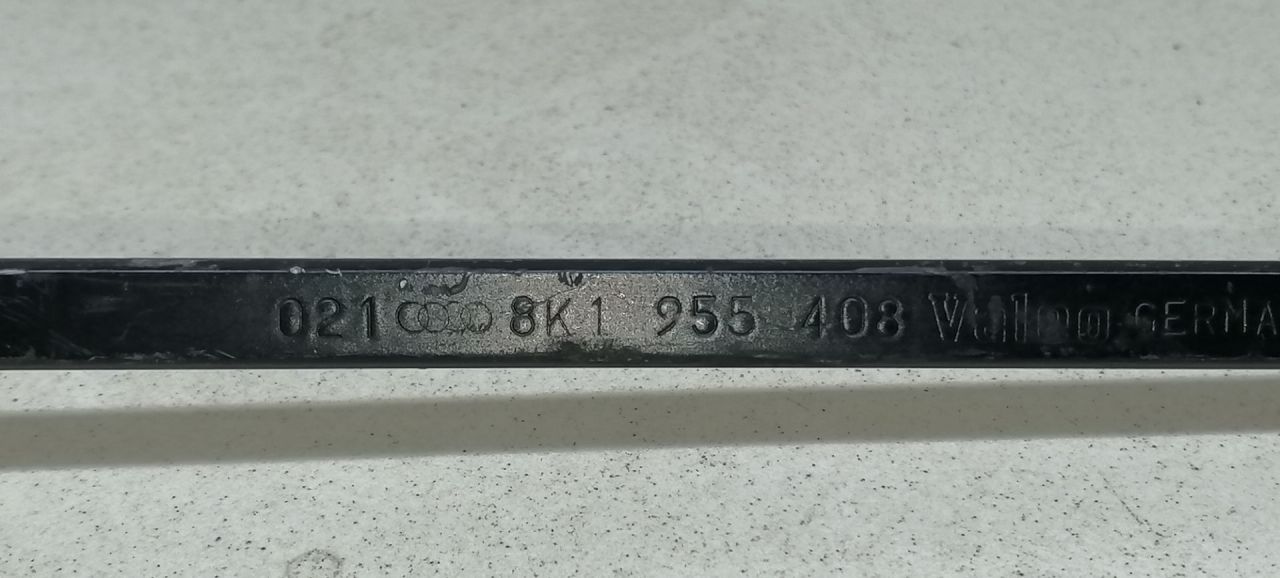 021 8K1 955 408 Valeo GERMA